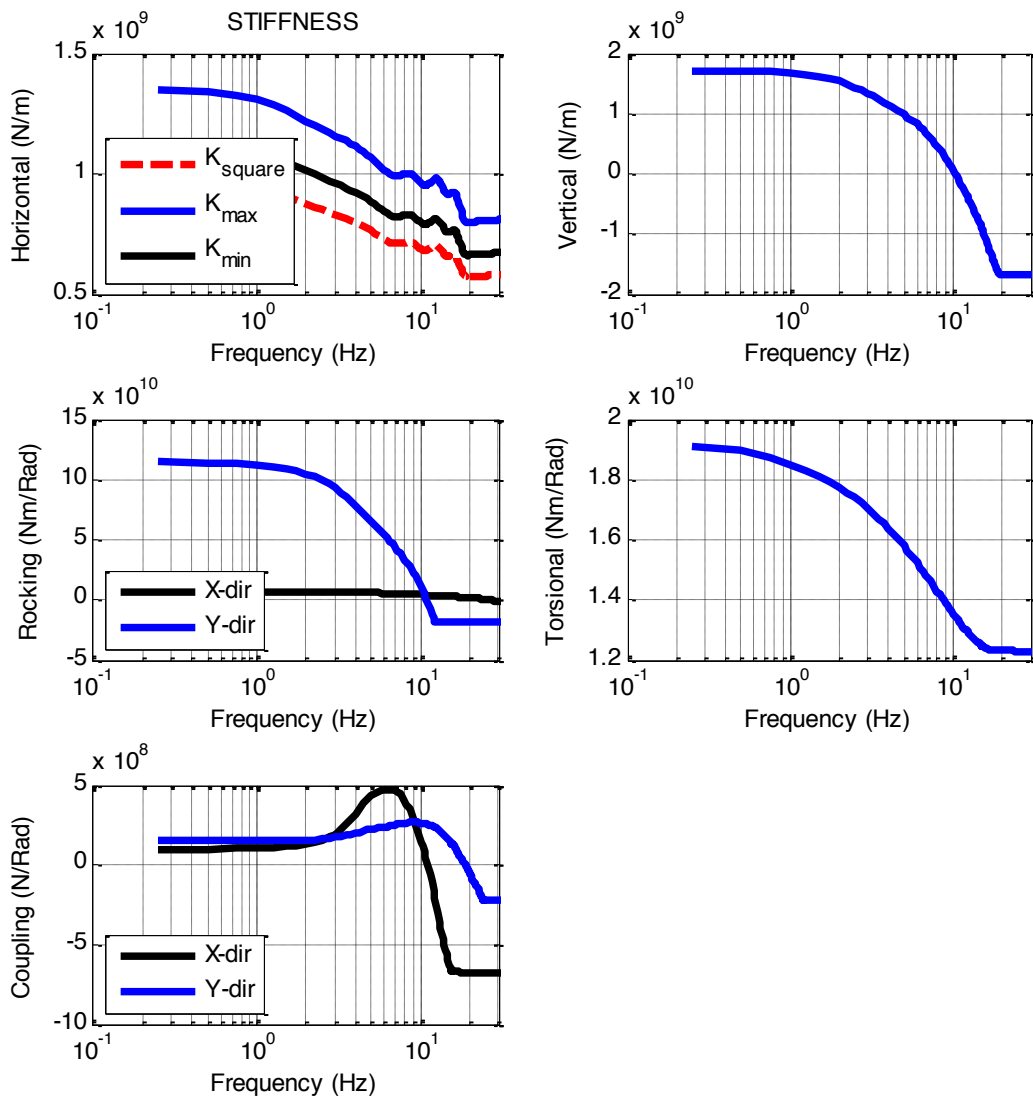 STIFFNESS
x 10^9
1.5
1
0.5
Horizontal (N/m)
K_square
K_max
K_min
10^-1 10^0 10^1
Frequency (Hz)
x 10^9
2
1
0
-1
-2
Vertical (N/m)
10^-1 10^0 10^1
Frequency (Hz)
x 10^10
15
10
5
0
-5
Rocking (Nm/Rad)
X-dir
Y-dir
10^-1 10^0 10^1
Frequency (Hz)
x 10^10
2
1.8
1.6
1.4
1.2
Torsional (Nm/Rad)
10^-1 10^0 10^1
Frequency (Hz)
x 10^8
5
0
-5
-10
Coupling (N/Rad)
X-dir
Y-dir
10^-1 10^0 10^1
Frequency (Hz)